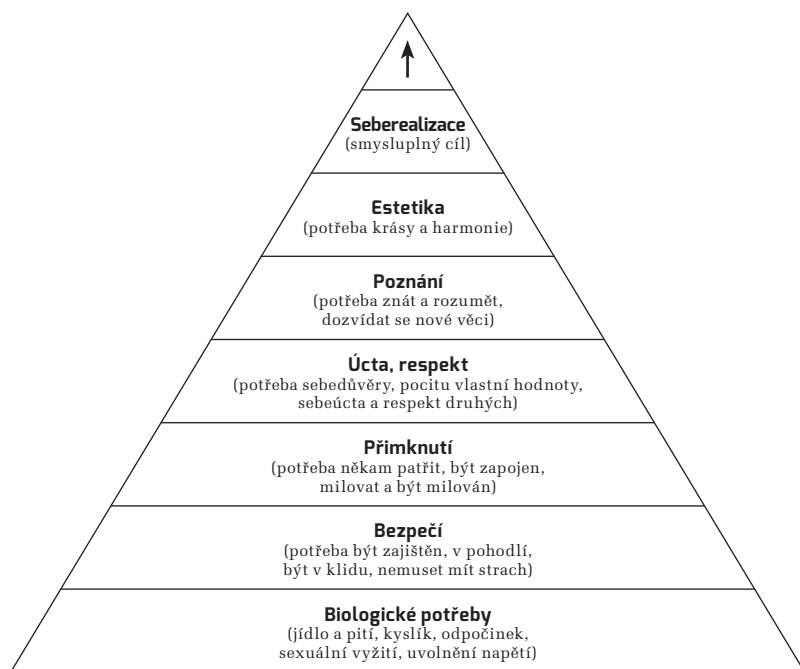 Seberealizace
(smysluplný cíl)
Estetika
(potřeba krásy a harmonie)
Poznání
(potřeba znát a rozumět,
dozvídat se nové věci)
Úcta, respekt
(potřeba sebedůvěry, pocitu vlastní hodnoty,
sebeúcta a respekt druhých)
Přimknutí
(potřeba někam patřit, být zapojen,
milovat a být milován)
Bezpečí
(potřeba být zajištěn, v pohodlí,
být v klidu, nemuset mít strach)
Biologické potřeby
(jídlo a pití, kyslík, odpočinek,
sexuální vyžití, uvolnění napětí)